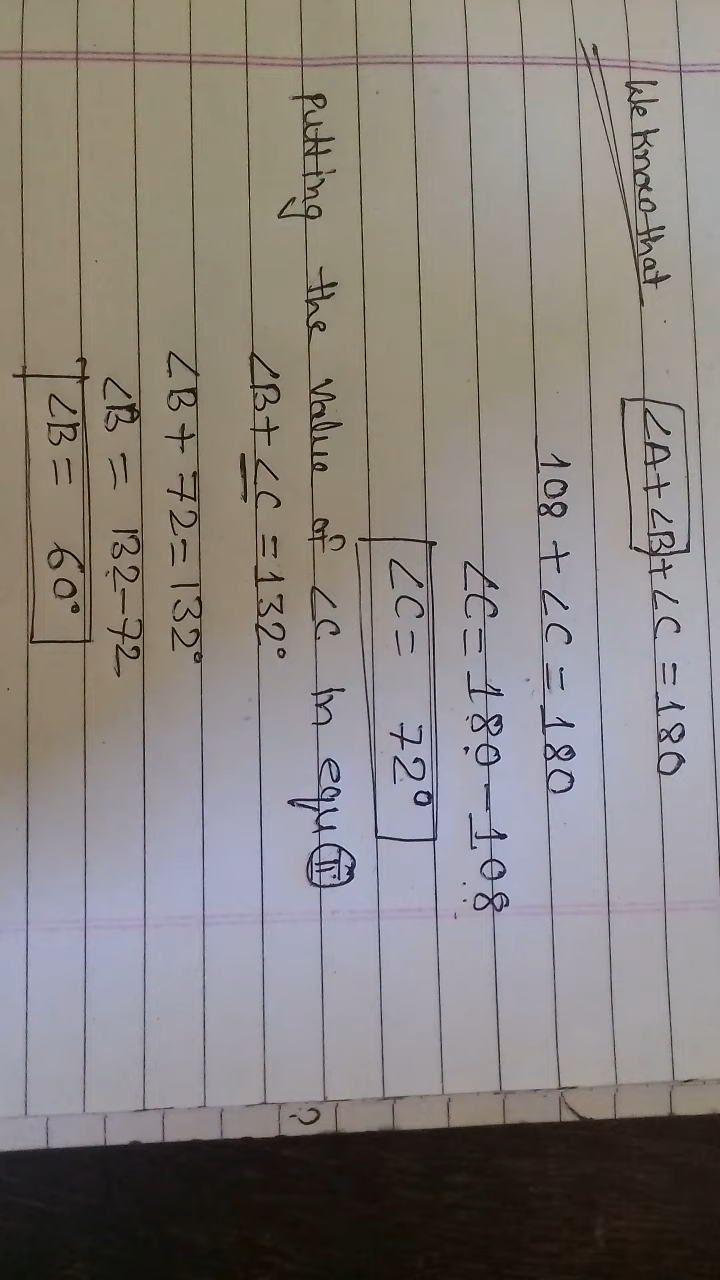 We know that ∠A+∠B+∠C=180
108+∠C=180
∠C=180-108
∠C= 72°
putting the value of ∠C in equ (ii)
∠B+∠C=132°
∠B+72=132°
∠B = 132-72
∠B= 60°